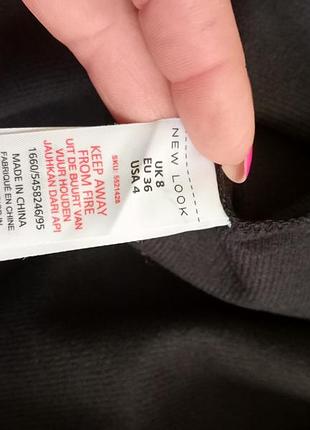 NEW LOOK
UK 8
EU 36
USA 4
SKU: 5521428
KEEP AWAY
FROM FIRE
UIT DE BUURT VAN
VUUR HOUDEN
JAUHKAN DARI API
1660/5458246/95
MADE IN CHINA
FABRIQUÉ EN CHINE